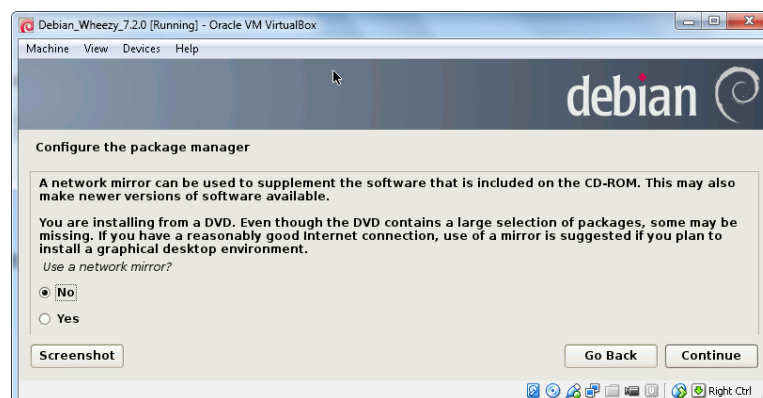 Debian_Wheezy_7.2.0 [Running] - Oracle VM VirtualBox
Machine View Devices Help
debian
Configure the package manager
A network mirror can be used to supplement the software that is included on the CD-ROM. This may also
make newer versions of software available.
You are installing from a DVD. Even though the DVD contains a large selection of packages, some may be
missing. If you have a reasonably good Internet connection, use of a mirror is suggested if you plan to
install a graphical desktop environment.
Use a network mirror?
No
Yes
Screenshot Go Back Continue
Right Ctrl